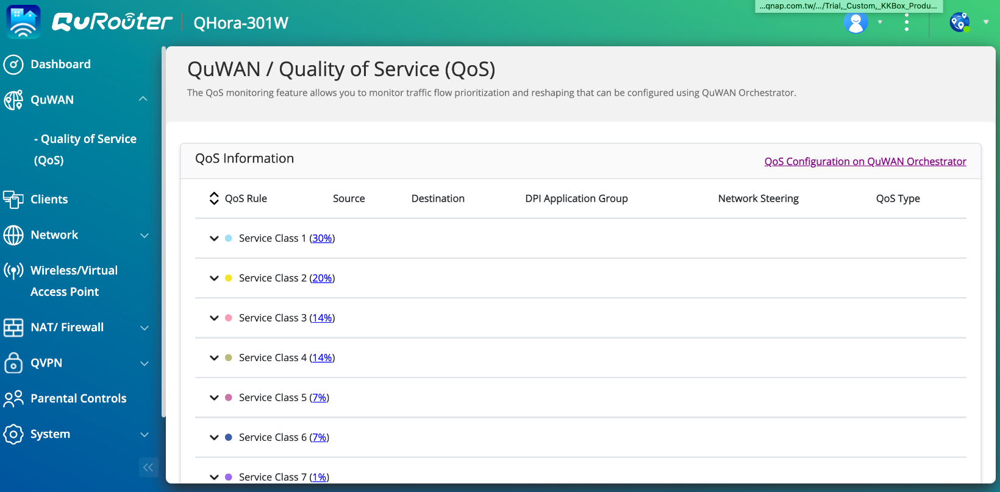 ...qnap.com.tw/.../Trial,_Custom,_KKBox_Produ...
QuRouter
QHora-301W
Dashboard
QuWAN
- Quality of Service
(QoS)
Clients
Network
Wireless/Virtual
Access Point
NAT/ Firewall
QVPN
Parental Controls
System
QuWAN / Quality of Service (QoS)
The QoS monitoring feature allows you to monitor traffic flow prioritization and reshaping that can be configured using QuWAN Orchestrator.
QoS Information
QoS Configuration on QuWAN Orchestrator
QoS Rule Source Destination DPI Application Group Network Steering QoS Type
Service Class 1 (30%)
Service Class 2 (20%)
Service Class 3 (14%)
Service Class 4 (14%)
Service Class 5 (7%)
Service Class 6 (7%)
Service Class 7 (1%)